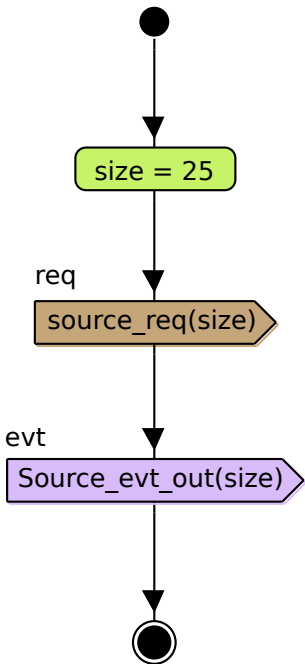 size = 25
req
source_req(size)
evt
Source_evt_out(size)